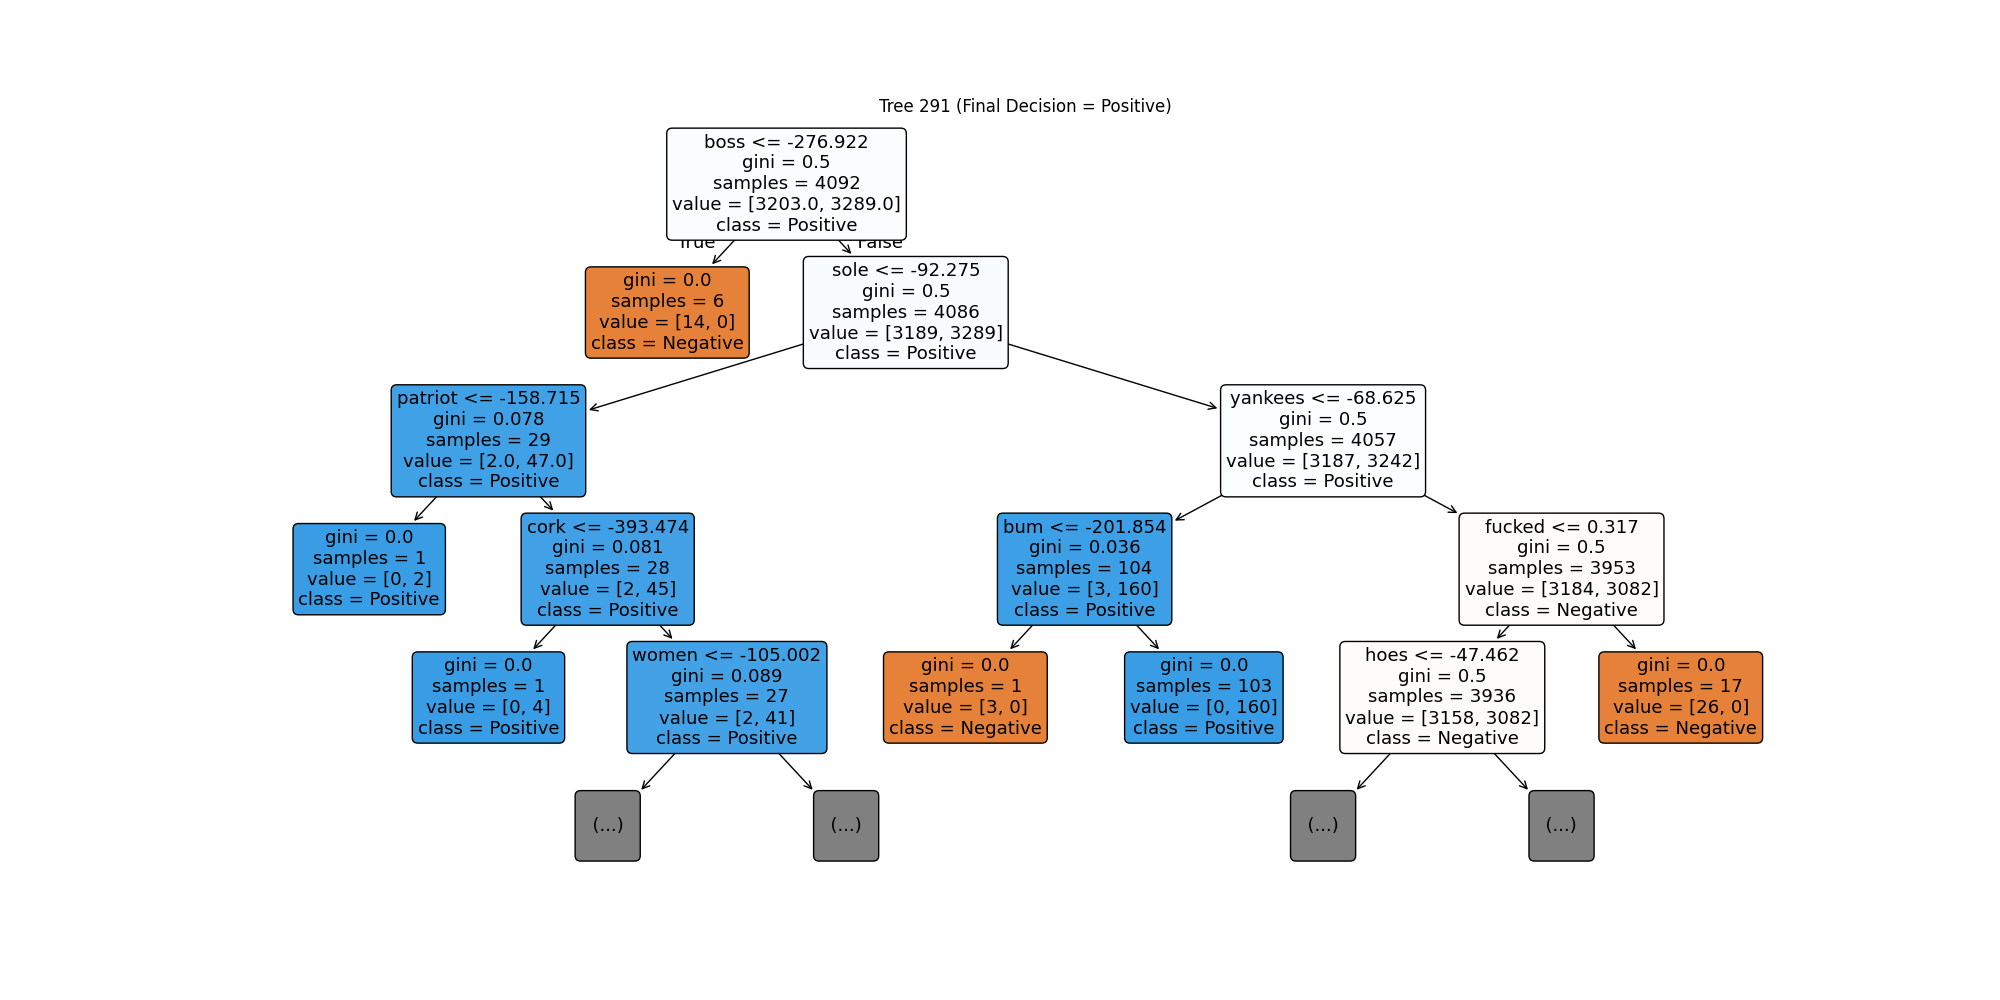 Tree 291 (Final Decision = Positive)
boss <= -276.922
gini = 0.5
samples = 4092
value = [3203.0, 3289.0]
class = Positive
True
False
gini = 0.0
samples = 6
value = [14, 0]
class = Negative
sole <= -92.275
gini = 0.5
samples = 4086
value = [3189, 3289]
class = Positive
patriot <= -158.715
gini = 0.078
samples = 29
value = [2.0, 47.0]
class = Positive
yankees <= -68.625
gini = 0.5
samples = 4057
value = [3187, 3242]
class = Positive
gini = 0.0
samples = 1
value = [0, 2]
class = Positive
cork <= -393.474
gini = 0.081
samples = 28
value = [2, 45]
class = Positive
bum <= -201.854
gini = 0.036
samples = 104
value = [3, 160]
class = Positive
fucked <= 0.317
gini = 0.5
samples = 3953
value = [3184, 3082]
class = Negative
gini = 0.0
samples = 1
value = [0, 4]
class = Positive
women <= -105.002
gini = 0.089
samples = 27
value = [2, 41]
class = Positive
gini = 0.0
samples = 1
value = [3, 0]
class = Negative
gini = 0.0
samples = 103
value = [0, 160]
class = Positive
hoes <= -47.462
gini = 0.5
samples = 3936
value = [3158, 3082]
class = Negative
gini = 0.0
samples = 17
value = [26, 0]
class = Negative
(...)
(...)
(...)
(...)